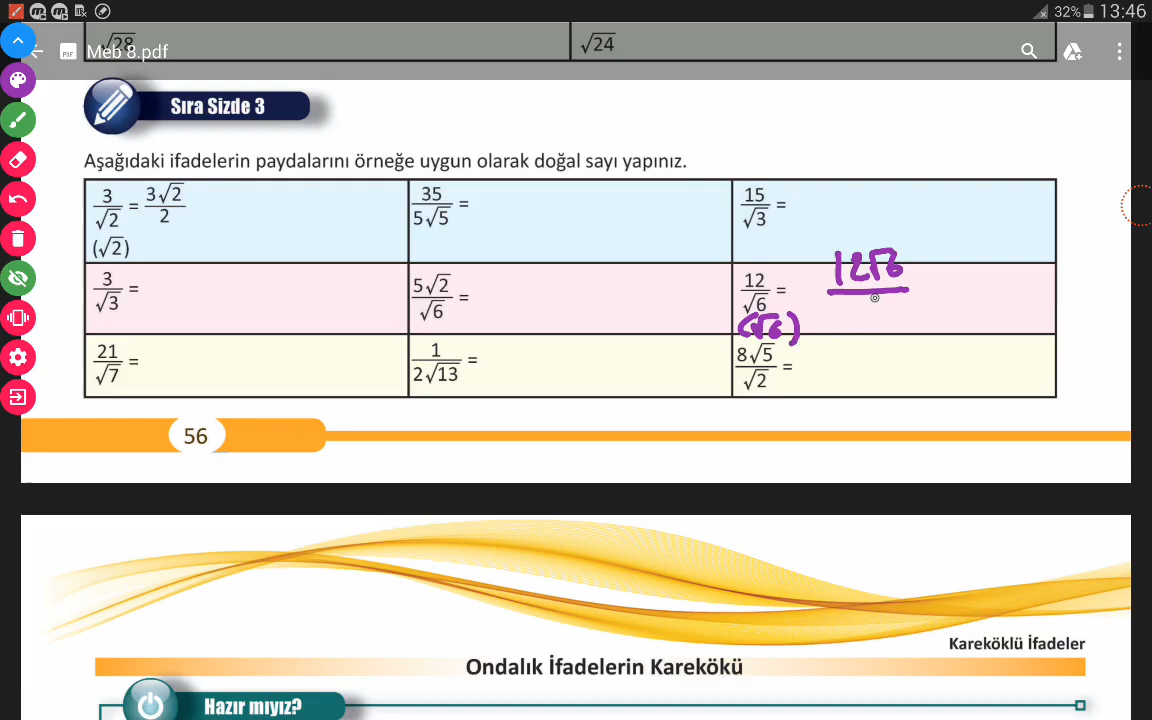 32% 13:46
√28 √24
Meb 8.pdf
PDF
Sıra Sizde 3
Aşağıdaki ifadelerin paydalarını örneğe uygun olarak doğal sayı yapınız.
3/√2 = 3√2/2 35/5√5 = 15/√3 =
(√2)
3/√3 = 5√2/√6 = 12/√6 = 12√6
(√6)
21/√7 = 1/2√13 = 8√5/√2 =
56
Kareköklü İfadeler
Ondalık İfadelerin Karekökü
Hazır mıyız?